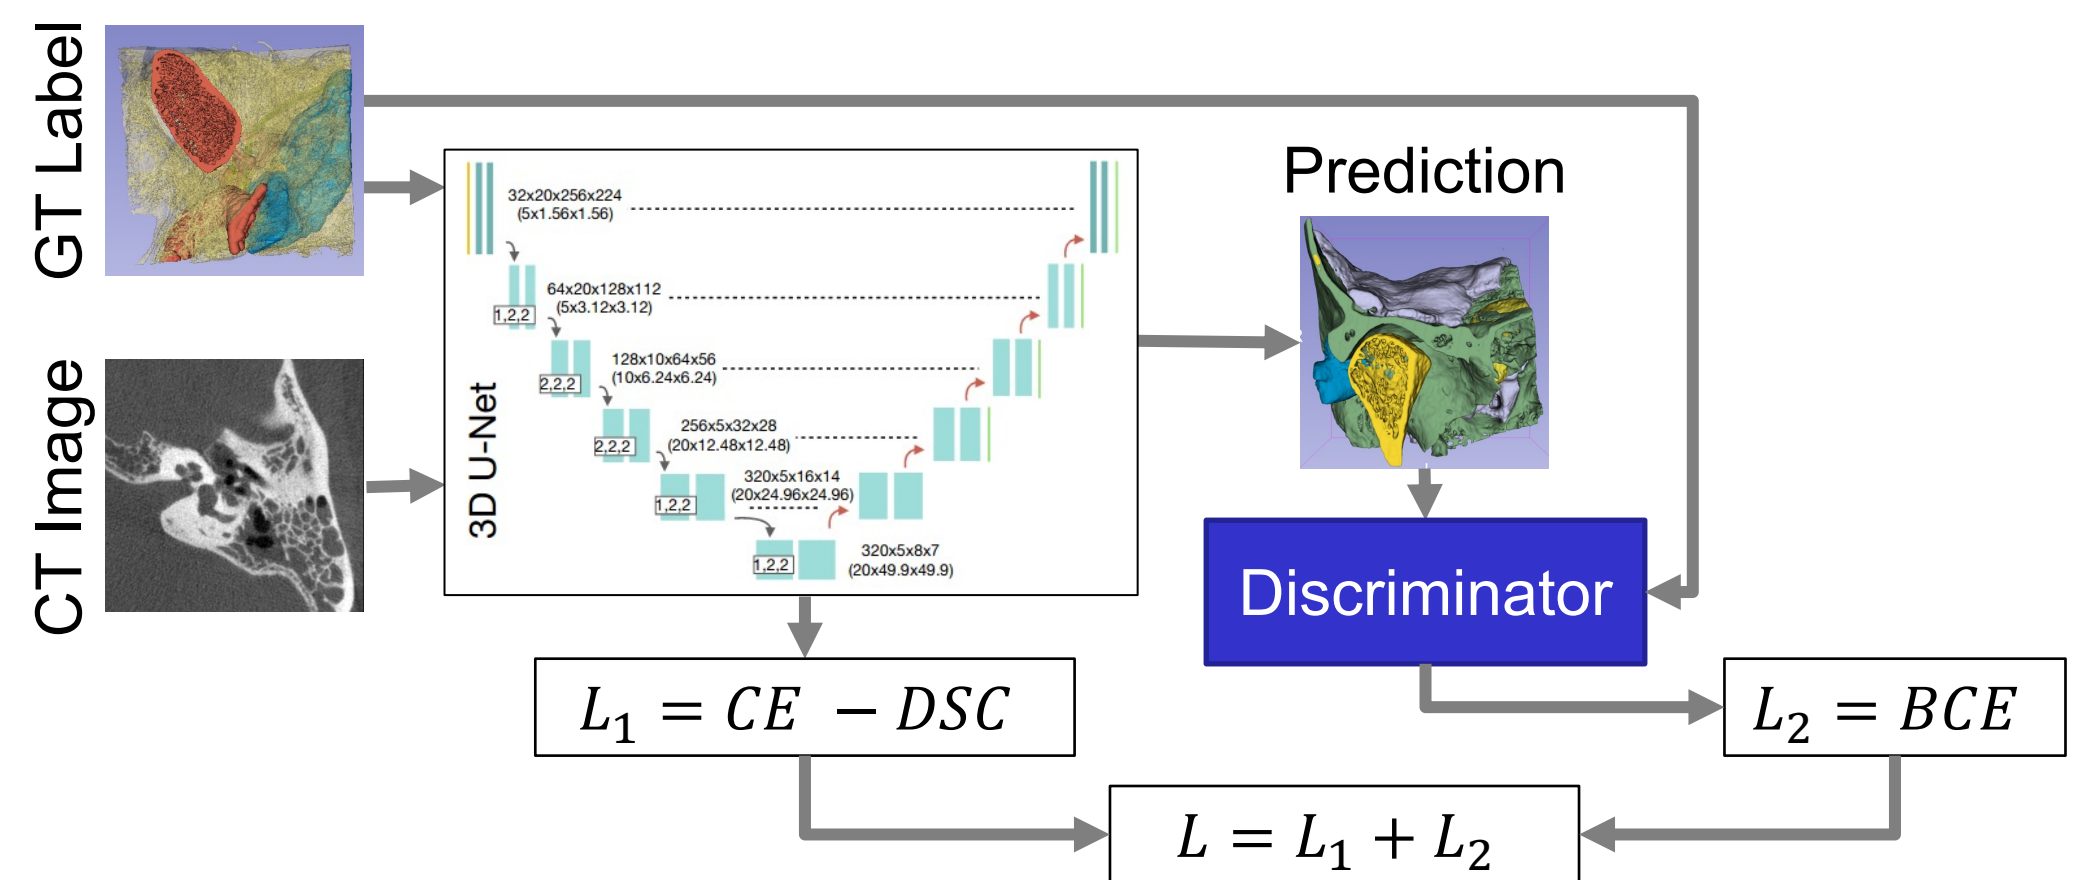 GT Label
CT Image
3D U-Net
32x20x256x224
(5x1.56x1.56)
64x20x128x112
(5x3.12x3.12)
1,2,2
128x10x64x56
(10x6.24x6.24)
2,2,2
256x5x32x28
(20x12.48x12.48)
2,2,2
320x5x16x14
(20x24.96x24.96)
1,2,2
320x5x8x7
(20x49.9x49.9)
1,2,2
Prediction
Discriminator
L₁ = CE − DSC
L₂ = BCE
L = L₁ + L₂